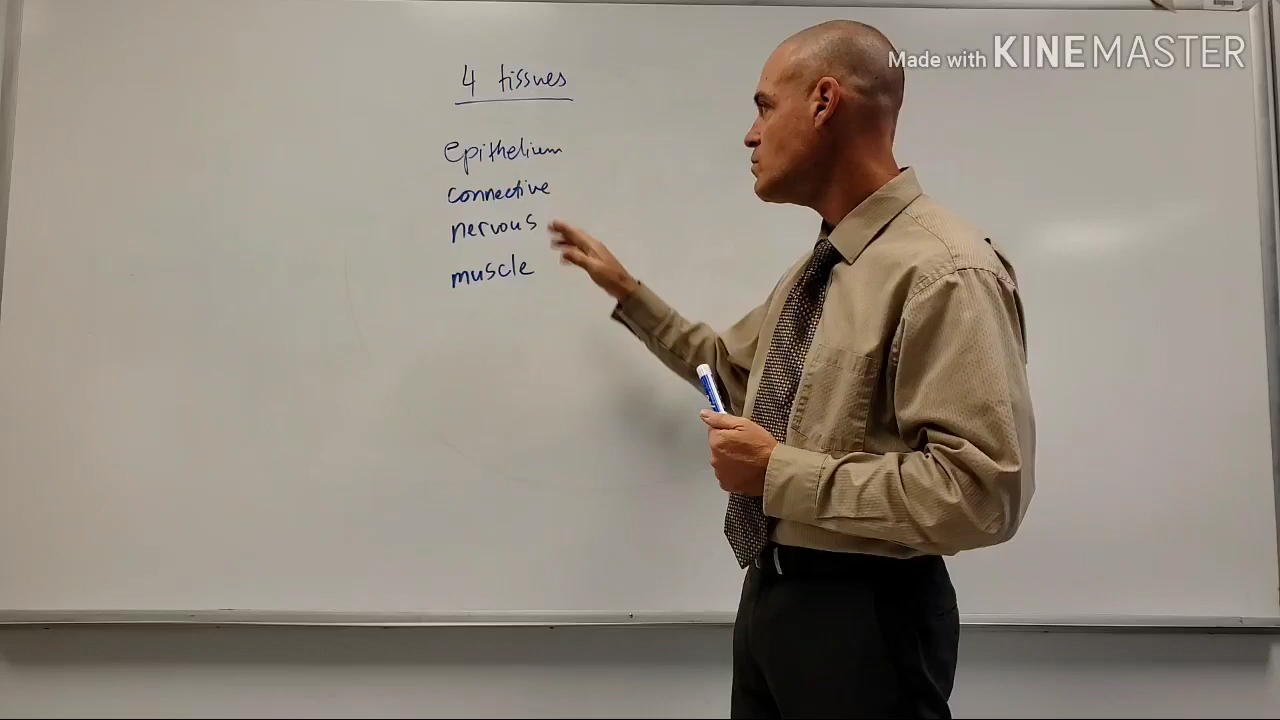 Made with KINEMASTER
4 tissues
epithelium
connective
nervous
muscle